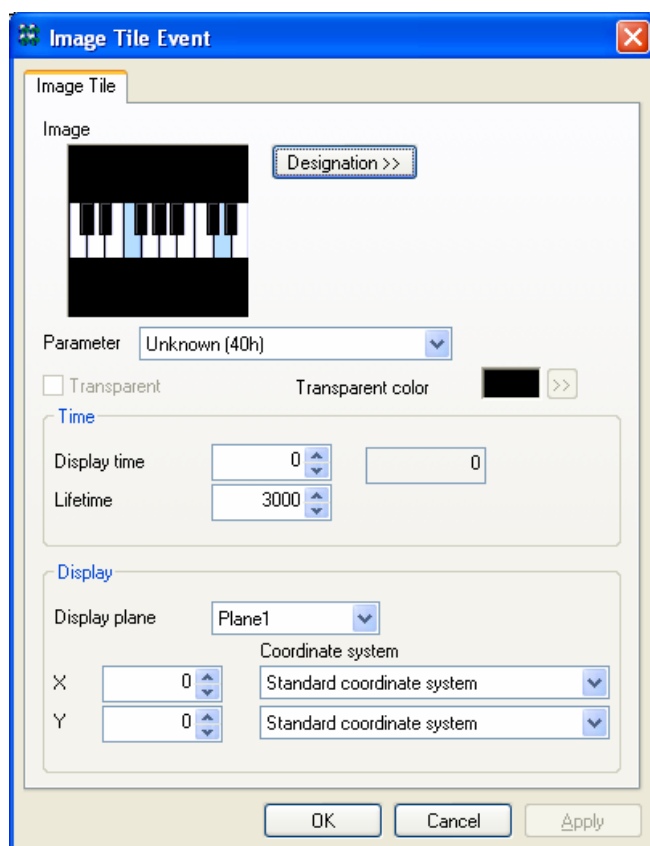 Image Tile Event
Image Tile
Image
Designation >>
Parameter Unknown (40h)
Transparent Transparent color >>
Time
Display time 0 0
Lifetime 3000
Display
Display plane Plane1
Coordinate system
X 0 Standard coordinate system
Y 0 Standard coordinate system
OK Cancel Apply